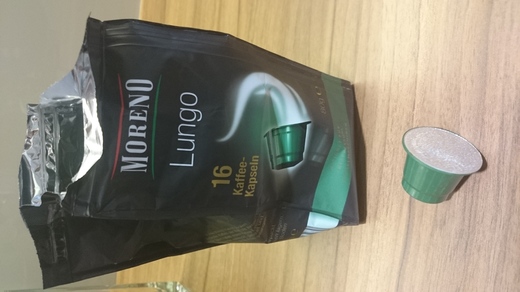 MORENO
Lungo
16
Kaffee-
Kapseln